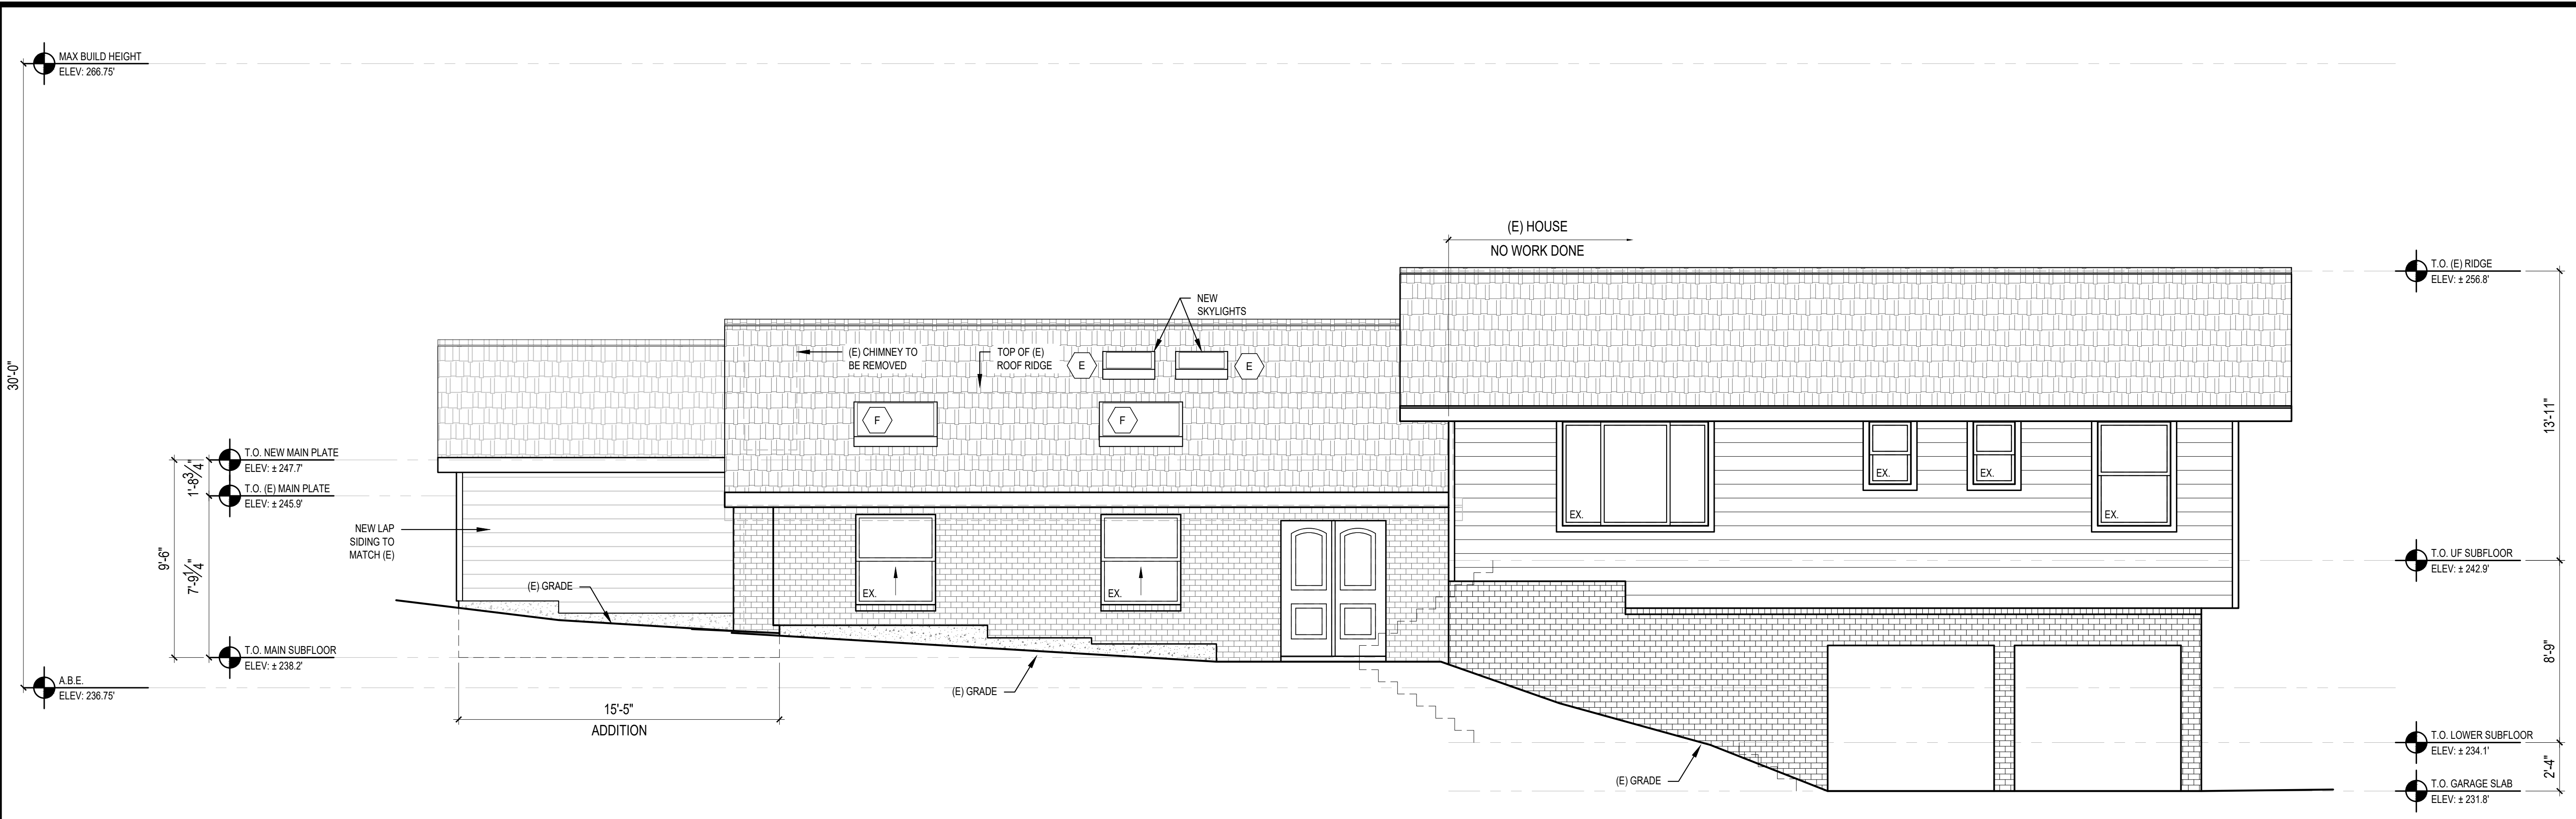 MAX BUILD HEIGHT
ELEV: 266.75'
30'-0"
(E) HOUSE
NO WORK DONE
T.O. (E) RIDGE
ELEV: ± 256.8'
NEW
SKYLIGHTS
(E) CHIMNEY TO
BE REMOVED
TOP OF (E)
ROOF RIDGE
E
E
F
F
13'-11"
T.O. NEW MAIN PLATE
ELEV: ± 247.7'
1'-8 3/4"
T.O. (E) MAIN PLATE
ELEV: ± 245.9'
9'-6"
7'-9 1/4"
NEW LAP
SIDING TO
MATCH (E)
EX.
EX.
EX.
EX.
EX.
EX.
(E) GRADE
T.O. UF SUBFLOOR
ELEV: ± 242.9'
T.O. MAIN SUBFLOOR
ELEV: ± 238.2'
8'-9"
A.B.E.
ELEV: 236.75'
(E) GRADE
15'-5"
ADDITION
T.O. LOWER SUBFLOOR
ELEV: ± 234.1'
(E) GRADE
2'-4"
T.O. GARAGE SLAB
ELEV: ± 231.8'